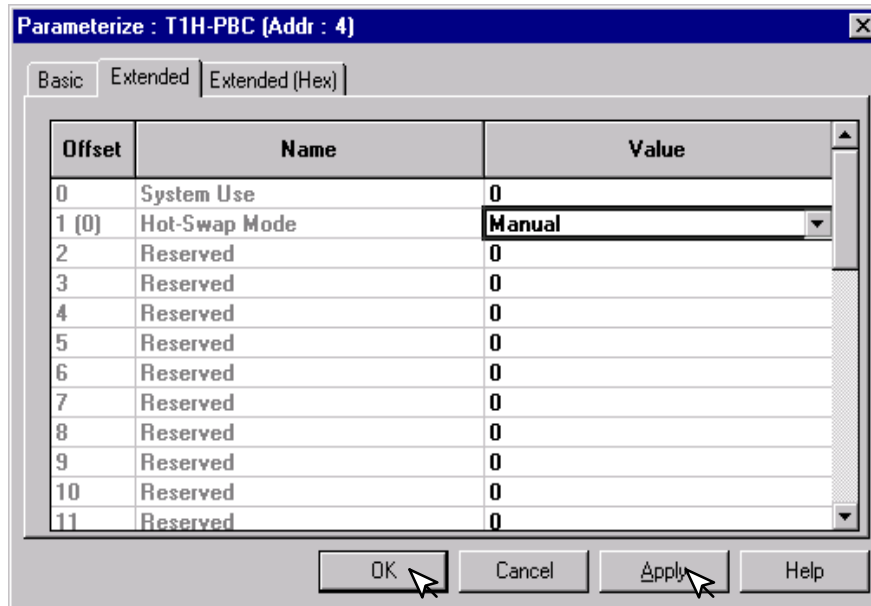 Parameterize : T1H-PBC (Addr : 4)
Basic Extended Extended (Hex)
Offset Name Value
0 System Use 0
1 (0) Hot-Swap Mode Manual
2 Reserved 0
3 Reserved 0
4 Reserved 0
5 Reserved 0
6 Reserved 0
7 Reserved 0
8 Reserved 0
9 Reserved 0
10 Reserved 0
11 Reserved 0
OK Cancel Apply Help